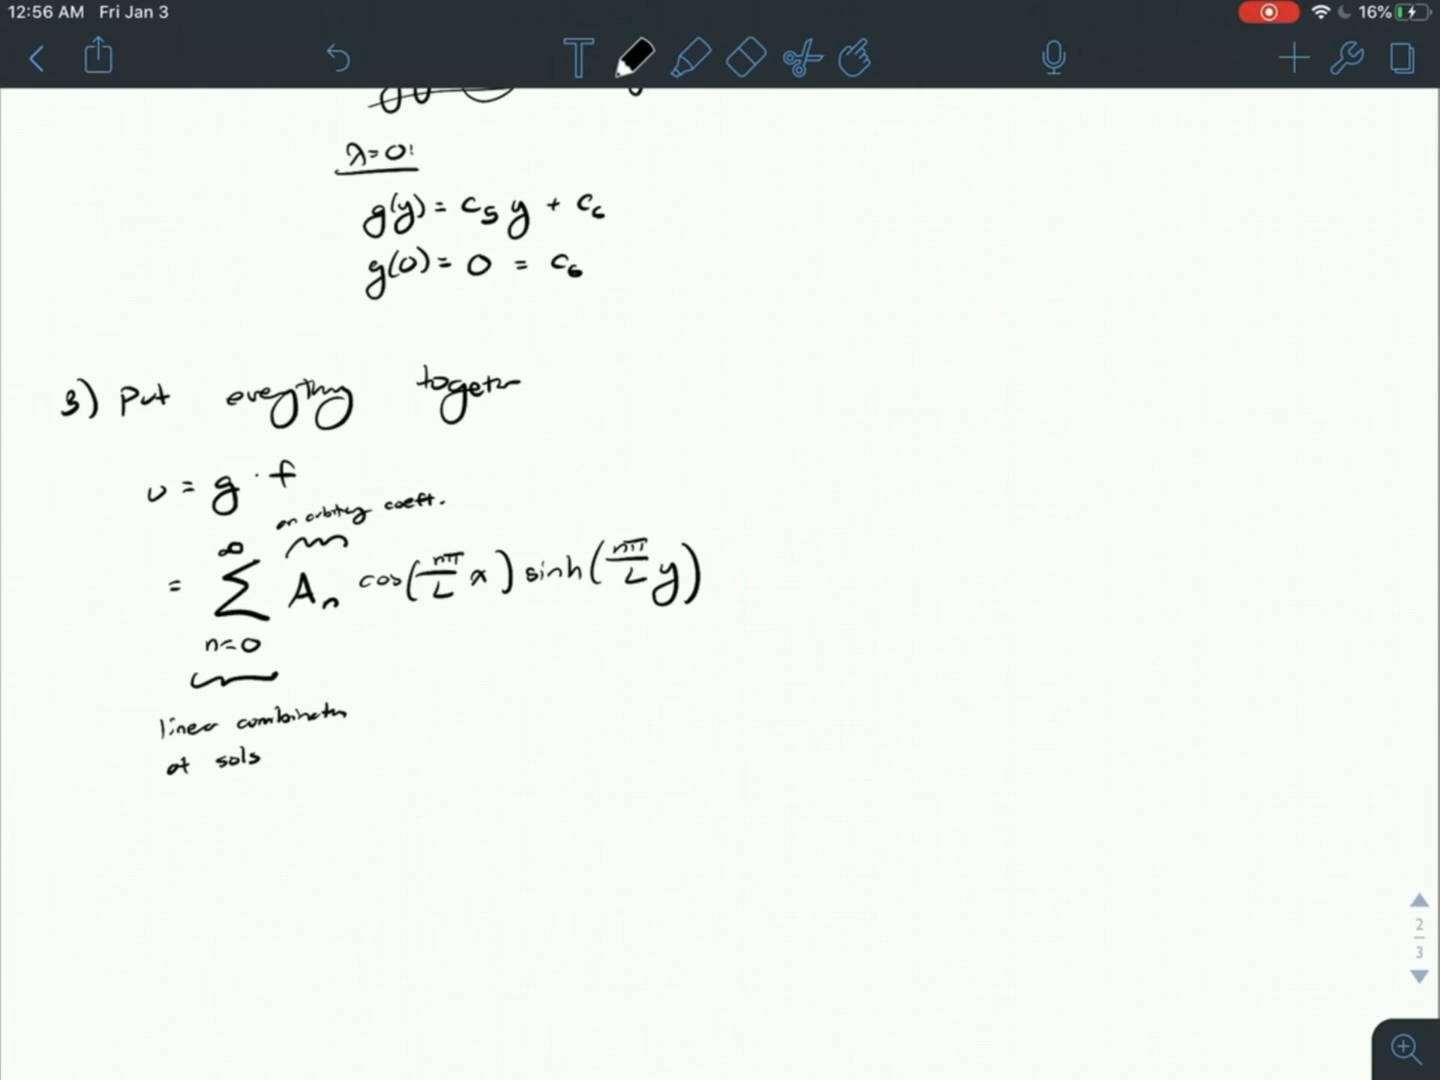 12:56 AM Fri Jan 3
16%
T
λ=0:
g(y) = c₅ y + c₆
g(0) = 0 = c₆
3) Put everything together
u = g · f
an arbitrary coeff.
= ∑ Aₙ cos(nπ/L x) sinh(nπ/L y)
∞
n=0
linear combination
of sols
2
3